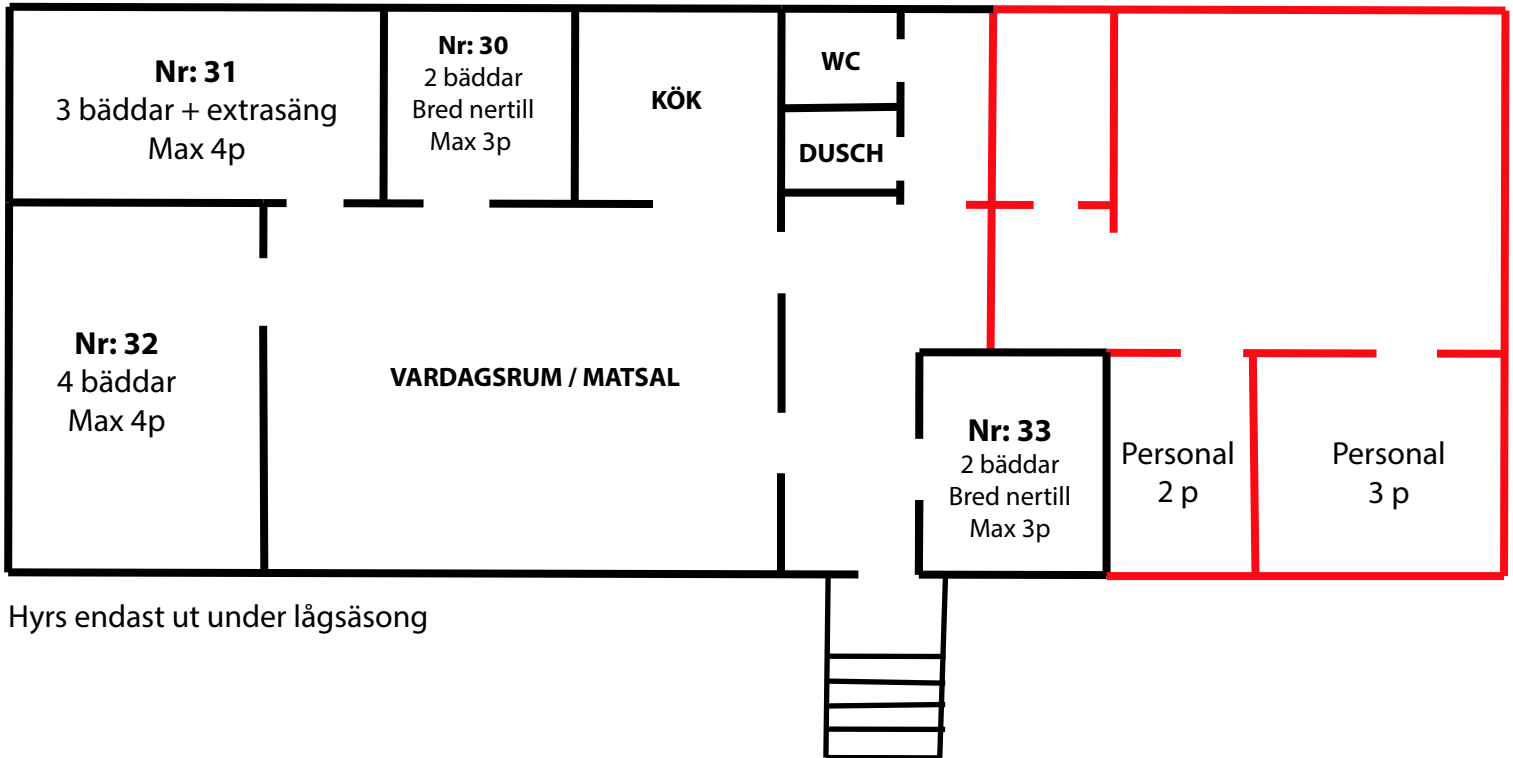 Nr: 31
3 bäddar + extrasäng
Max 4p
Nr: 30
2 bäddar
Bred nertill
Max 3p
KÖK
WC
DUSCH
Nr: 32
4 bäddar
Max 4p
VARDAGSRUM / MATSAL
Nr: 33
2 bäddar
Bred nertill
Max 3p
Personal
2 p
Personal
3 p
Hyrs endast ut under lågsäsong